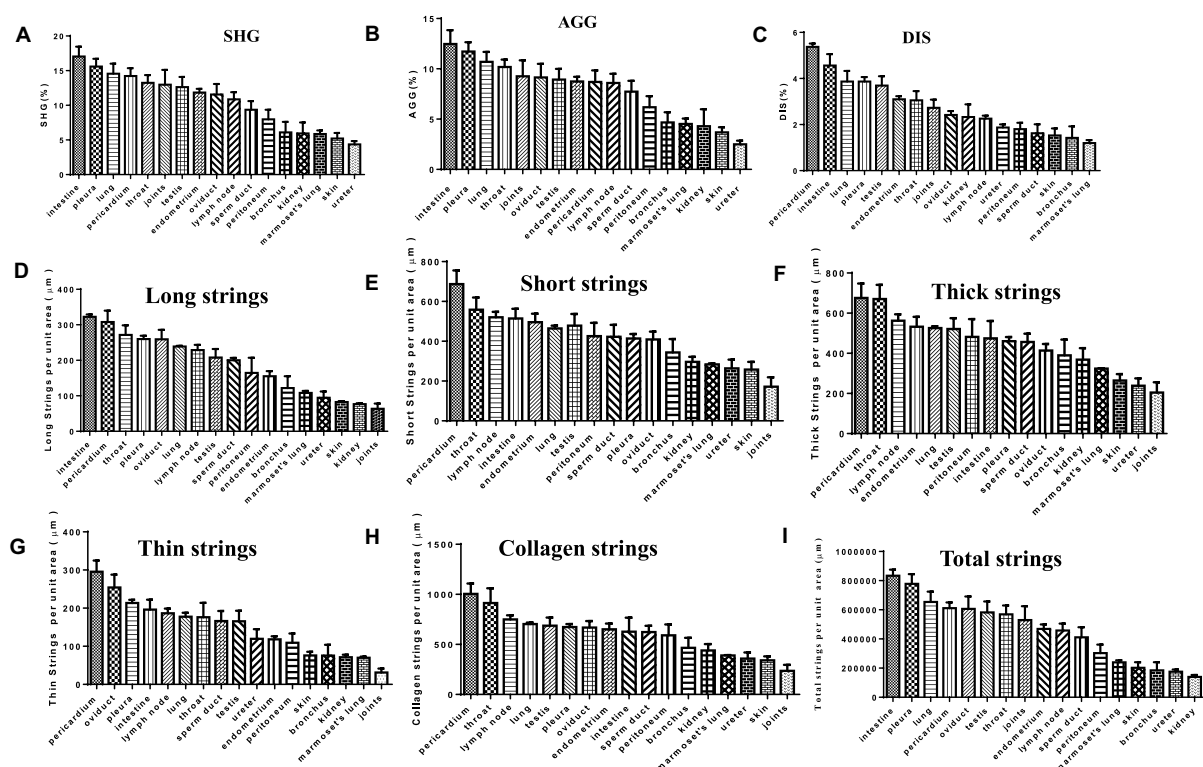 A
SHG
SHG(%)
20
15
10
5
0
intestine
pleura
lung
pericardium
throat
joints
testis
endometrium
oviduct
lymph node
sperm duct
peritoneum
bronchus
kidney
marmoset's lung
skin
ureter
B
AGG
AGG(%)
15
10
5
0
intestine
pleura
lung
throat
joints
oviduct
testis
endometrium
pericardium
lymph node
sperm duct
peritoneum
bronchus
marmoset's lung
kidney
skin
ureter
C
DIS
DIS(%)
6
4
2
0
pericardium
intestine
lung
pleura
testis
endometrium
throat
joints
oviduct
kidney
lymph node
ureter
peritoneum
sperm duct
skin
bronchus
marmoset's lung
D
Long strings
Long Strings per unit area ( μm )
400
300
200
100
0
intestine
pericardium
throat
pleura
oviduct
lung
lymph node
testis
sperm duct
peritoneum
endometrium
bronchus
marmoset's lung
ureter
skin
kidney
joints
E
Short strings
Short Strings per unit area ( μm )
800
600
400
200
0
pericardium
throat
lymph node
intestine
endometrium
lung
testis
peritoneum
sperm duct
pleura
oviduct
bronchus
kidney
marmoset's lung
ureter
skin
joints
F
Thick strings
Thick Strings per unit area ( μm )
800
600
400
200
0
pericardium
throat
lymph node
endometrium
lung
testis
peritoneum
intestine
pleura
sperm duct
oviduct
bronchus
kidney
marmoset's lung
skin
ureter
joints
G
Thin strings
Thin Strings per unit area ( μm )
400
300
200
100
0
pericardium
oviduct
pleura
intestine
lymph node
lung
throat
sperm duct
testis
ureter
endometrium
peritoneum
skin
bronchus
kidney
marmoset's lung
joints
H
Collagen strings
Collagen strings per unit area ( μm )
1500
1000
500
0
pericardium
throat
lymph node
lung
testis
pleura
oviduct
endometrium
intestine
sperm duct
peritoneum
bronchus
kidney
marmoset's lung
ureter
skin
joints
I
Total strings
Total strings per unit area (μm)
1000000
800000
600000
400000
200000
0
intestine
pleura
lung
pericardium
oviduct
testis
throat
joints
endometrium
lymph node
sperm duct
peritoneum
marmoset's lung
skin
bronchus
ureter
kidney